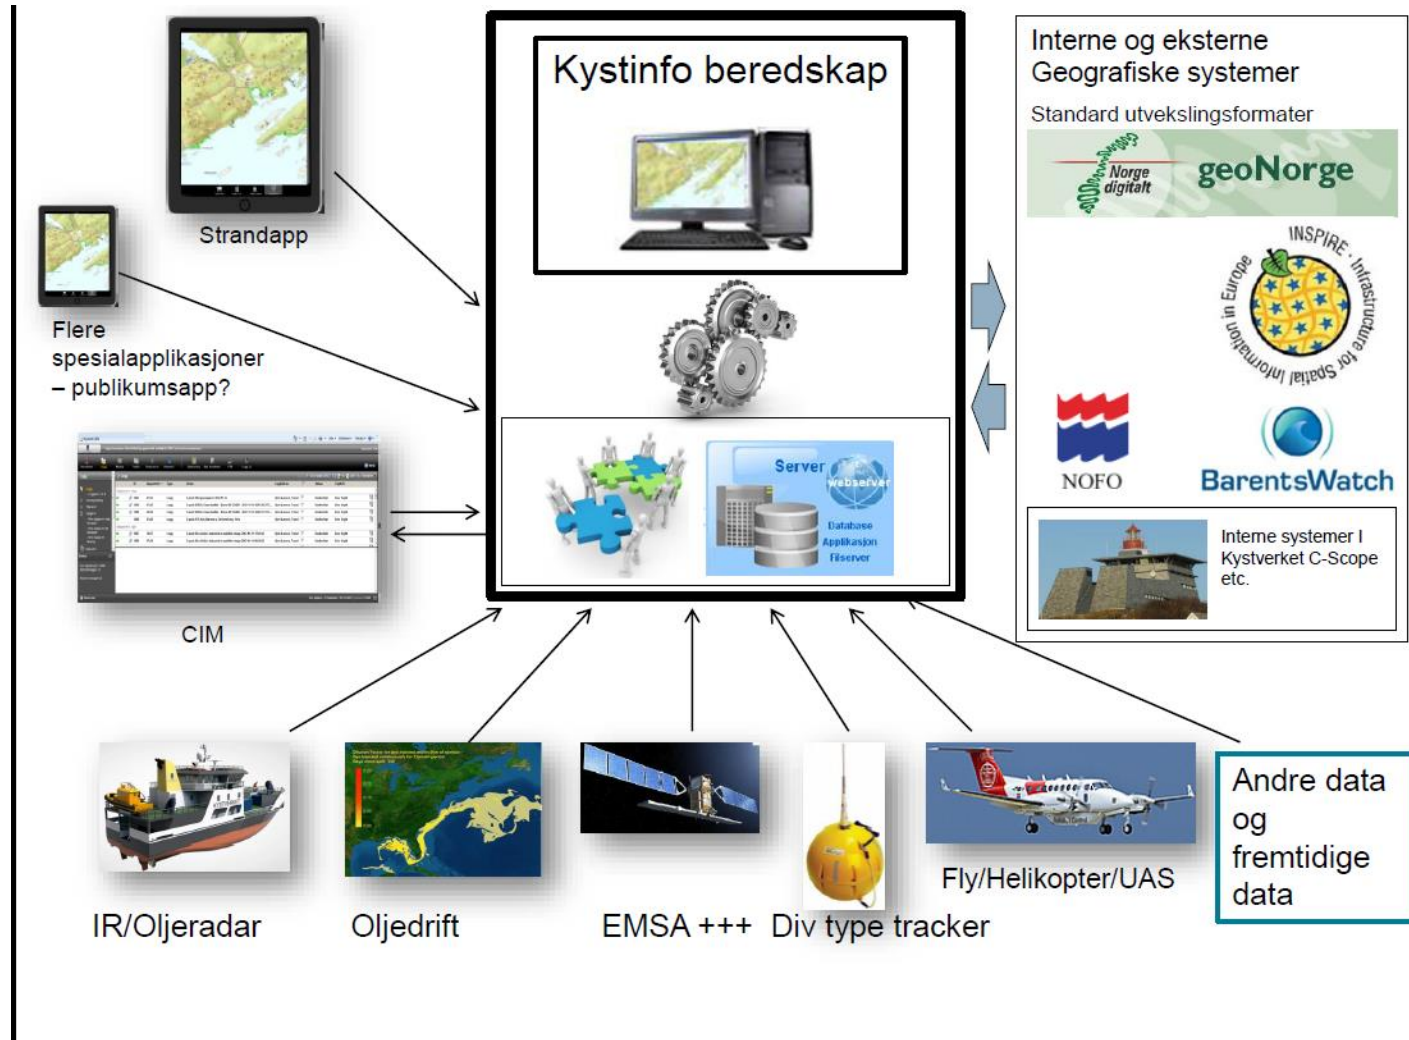 Kystinfo beredskap
Strandapp
Flere
spesialapplikasjoner
– publikumsapp?
CIM
Server
webserver
Database
Applikasjon
Filserver
Interne og eksterne
Geografiske systemer
Standard utvekslingsformater
Norge
digitalt
geoNorge
INSPIRE · Infrastructure for Spatial Information in Europe
NOFO
BarentsWatch
Interne systemer I
Kystverket C-Scope
etc.
IR/Oljeradar
Oljedrift
EMSA +++
Div type tracker
Fly/Helikopter/UAS
Andre data
og
fremtidige
data